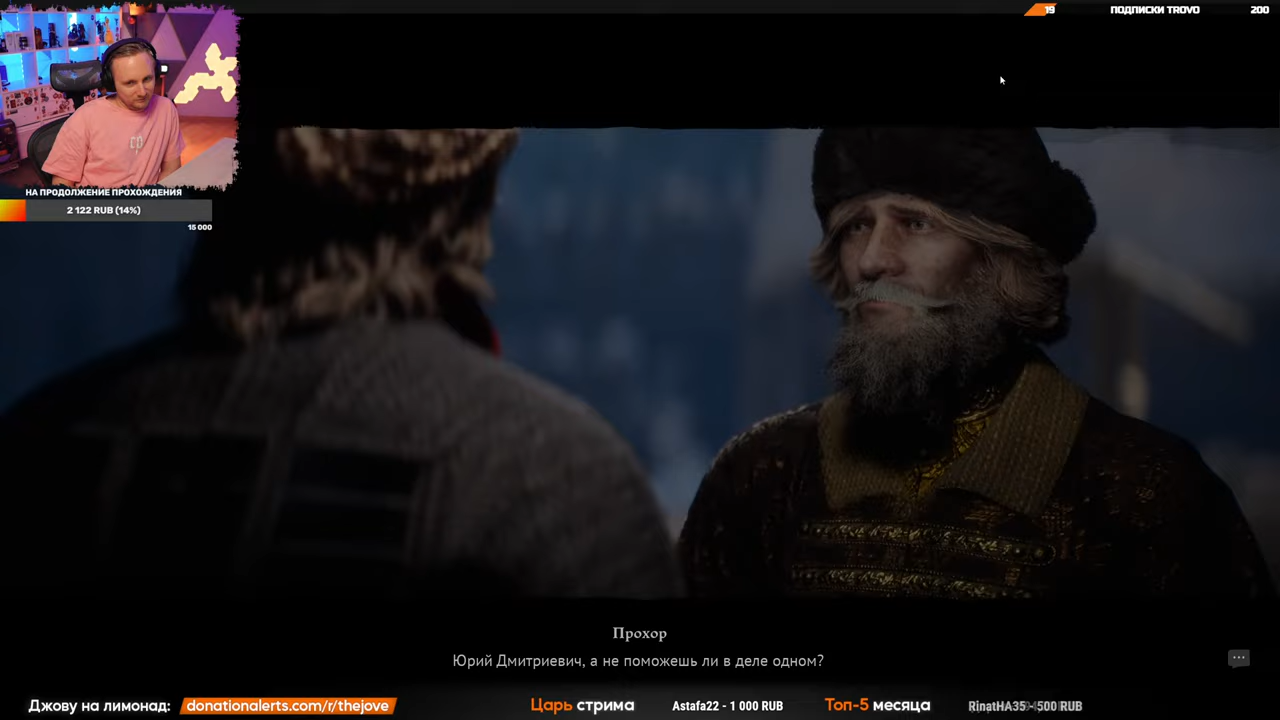 19 ПОДПИСКИ TROVO 200
НА ПРОДОЛЖЕНИЕ ПРОХОЖДЕНИЯ
2 122 RUB (14%)
15 000
Прохор
Юрий Дмитриевич, а не поможешь ли в деле одном?
Джову на лимонад: donationalerts.com/r/thejove Царь стрима Astafa22 - 1 000 RUB Топ-5 месяца RinatHA35 - 500 RUB